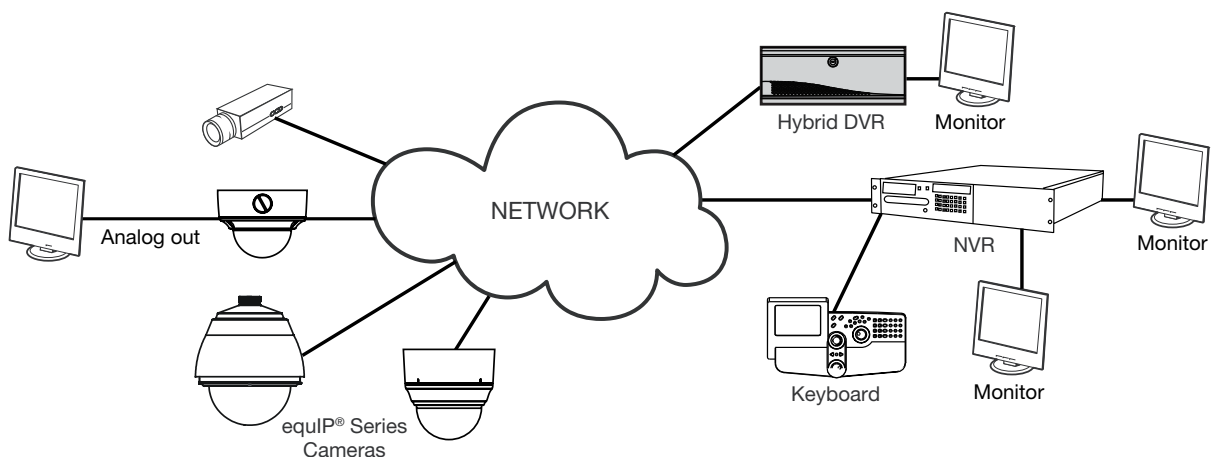 Hybrid DVR
Monitor
NETWORK
Analog out
NVR
Monitor
Keyboard
Monitor
equIP® Series
Cameras